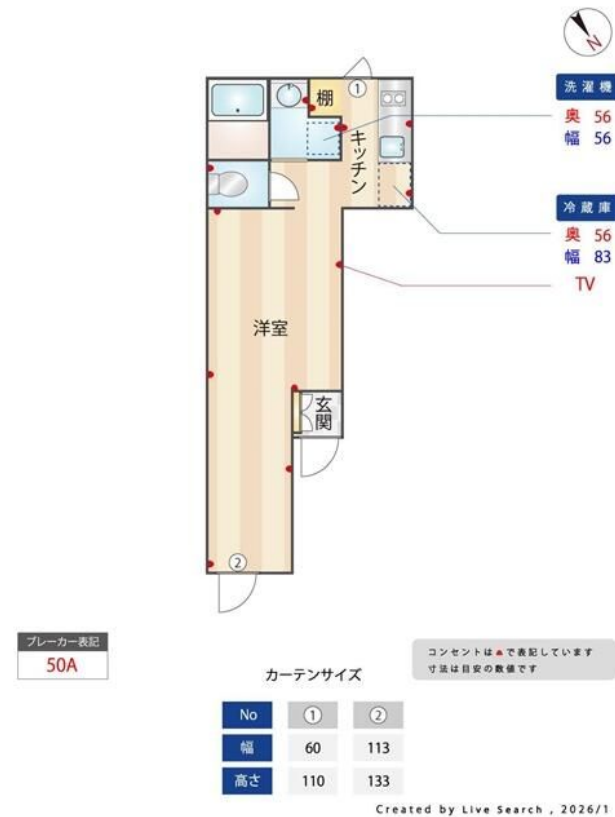 N
洗濯機
奥 56
幅 56
冷蔵庫
奥 56
幅 83
TV
棚
①
キッチン
洋室
玄関
②
ブレーカー表記
50A
コンセントは で表記しています
寸法は目安の数値です
カーテンサイズ
No ① ②
幅 60 113
高さ 110 133
Created by Live Search , 2026/1